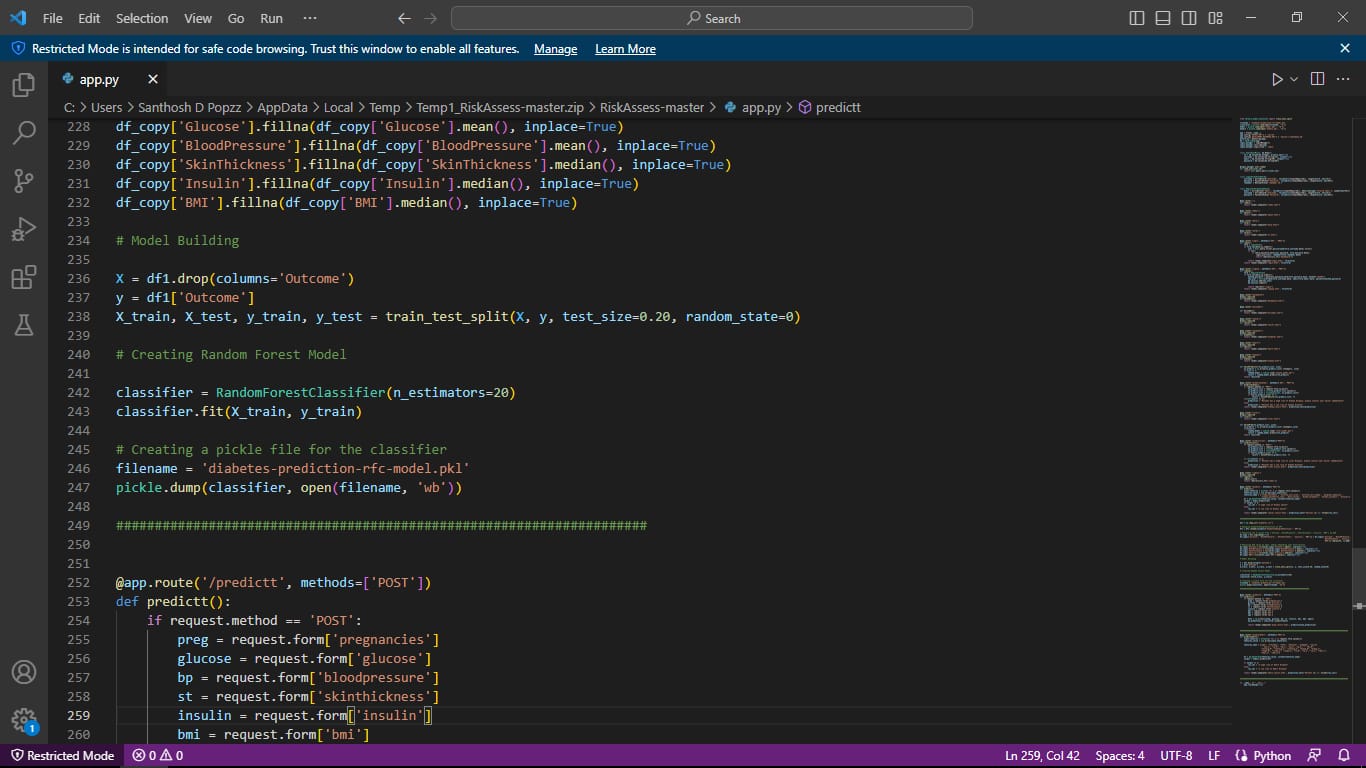 File Edit Selection View Go Run ··· Search
Restricted Mode is intended for safe code browsing. Trust this window to enable all features. Manage Learn More
app.py
C: > Users > Santhosh D Popzz > AppData > Local > Temp > Temp1_RiskAssess-master.zip > RiskAssess-master > app.py > predictt
228 df_copy['Glucose'].fillna(df_copy['Glucose'].mean(), inplace=True)
229 df_copy['BloodPressure'].fillna(df_copy['BloodPressure'].mean(), inplace=True)
230 df_copy['SkinThickness'].fillna(df_copy['SkinThickness'].median(), inplace=True)
231 df_copy['Insulin'].fillna(df_copy['Insulin'].median(), inplace=True)
232 df_copy['BMI'].fillna(df_copy['BMI'].median(), inplace=True)
233
234 # Model Building
235
236 X = df1.drop(columns='Outcome')
237 y = df1['Outcome']
238 X_train, X_test, y_train, y_test = train_test_split(X, y, test_size=0.20, random_state=0)
239
240 # Creating Random Forest Model
241
242 classifier = RandomForestClassifier(n_estimators=20)
243 classifier.fit(X_train, y_train)
244
245 # Creating a pickle file for the classifier
246 filename = 'diabetes-prediction-rfc-model.pkl'
247 pickle.dump(classifier, open(filename, 'wb'))
248
249 #####################################################################
250
251
252 @app.route('/predictt', methods=['POST'])
253 def predictt():
254     if request.method == 'POST':
255         preg = request.form['pregnancies']
256         glucose = request.form['glucose']
257         bp = request.form['bloodpressure']
258         st = request.form['skinthickness']
259         insulin = request.form['insulin']
260         bmi = request.form['bmi']
1
Restricted Mode 0 0 Ln 259, Col 42 Spaces: 4 UTF-8 LF Python